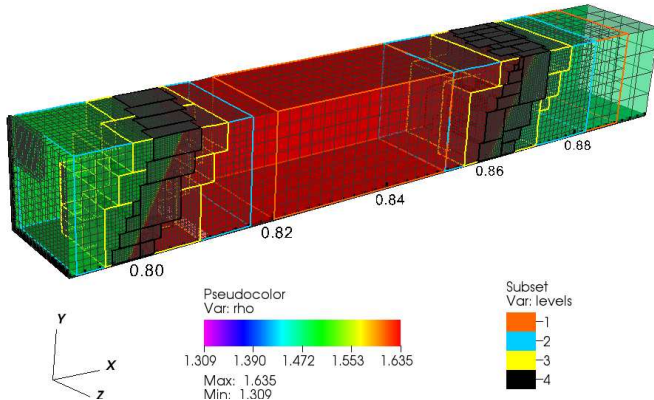 0.88
0.86
0.84
0.82
0.80
Pseudocolor
Var: rho
1.309 1.390 1.472 1.553 1.635
Max: 1.635
Min: 1.309
Subset
Var: levels
1
2
3
4
Y
X
Z